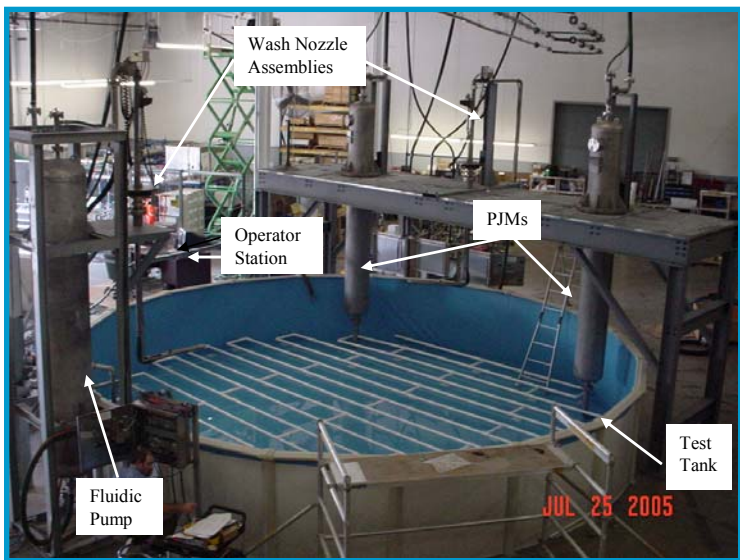 Wash Nozzle
Assemblies
PJMs
Operator
Station
Test
Tank
Fluidic
Pump
JUL 25 2005